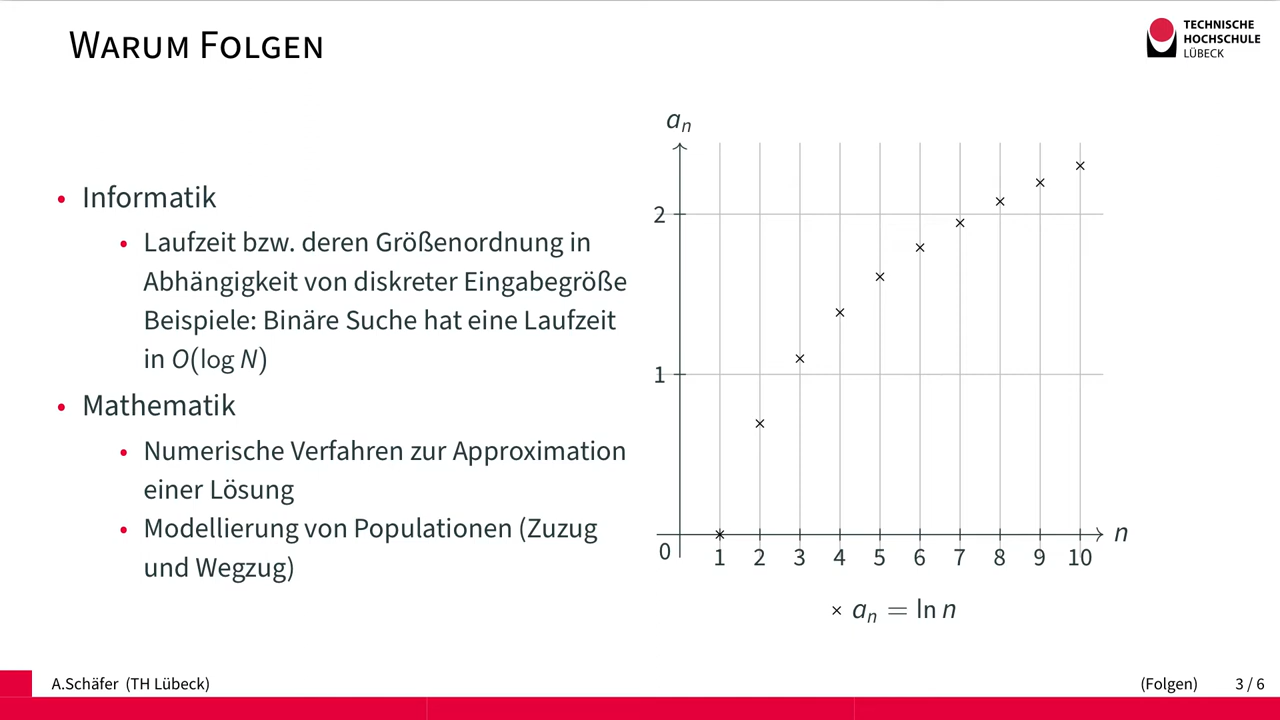 WARUM FOLGEN
TECHNISCHE
HOCHSCHULE
LÜBECK
• Informatik
• Laufzeit bzw. deren Größenordnung in
Abhängigkeit von diskreter Eingabegröße
Beispiele: Binäre Suche hat eine Laufzeit
in O(log N)
• Mathematik
• Numerische Verfahren zur Approximation
einer Lösung
• Modellierung von Populationen (Zuzug
und Wegzug)
aₙ
2
1
0
1 2 3 4 5 6 7 8 9 10
n
× aₙ = ln n
A.Schäfer (TH Lübeck)
(Folgen) 3 / 6